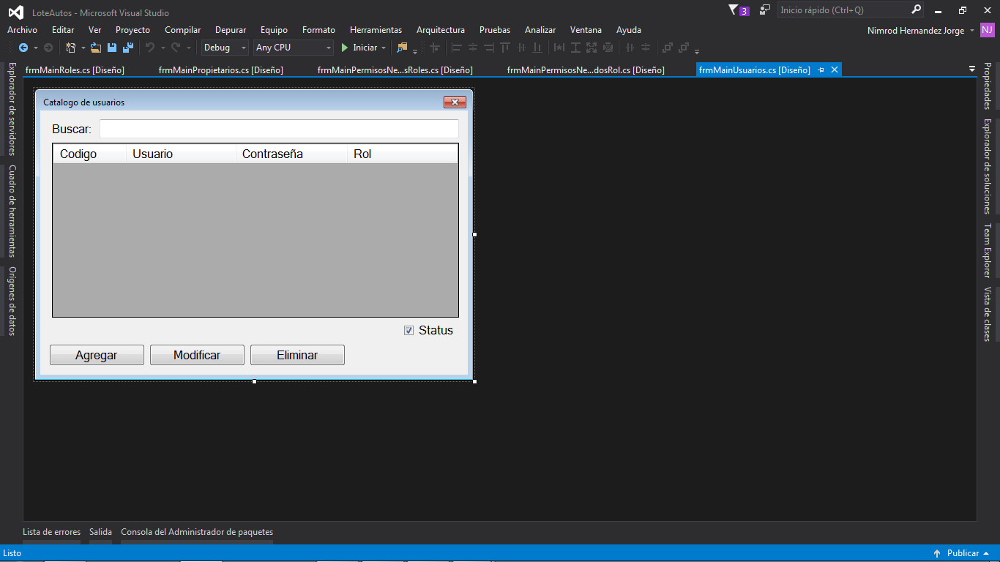 LoteAutos - Microsoft Visual Studio
3
Inicio rápido (Ctrl+Q)
Archivo Editar Ver Proyecto Compilar Depurar Equipo Formato Herramientas Arquitectura Pruebas Analizar Ventana Ayuda
Nimrod Hernandez Jorge
NJ
Debug Any CPU Iniciar
frmMainRoles.cs [Diseño] frmMainPropietarios.cs [Diseño] frmMainPermisosNe...sRoles.cs [Diseño] frmMainPermisosNe...dosRol.cs [Diseño] frmMainUsuarios.cs [Diseño]
Explorador de servidores
Cuadro de herramientas
Orígenes de datos
Catalogo de usuarios
Buscar:
Codigo Usuario Contraseña Rol
Status
Agregar Modificar Eliminar
Propiedades
Explorador de soluciones
Team Explorer
Vista de clases
Lista de errores Salida Consola del Administrador de paquetes
Listo
Publicar